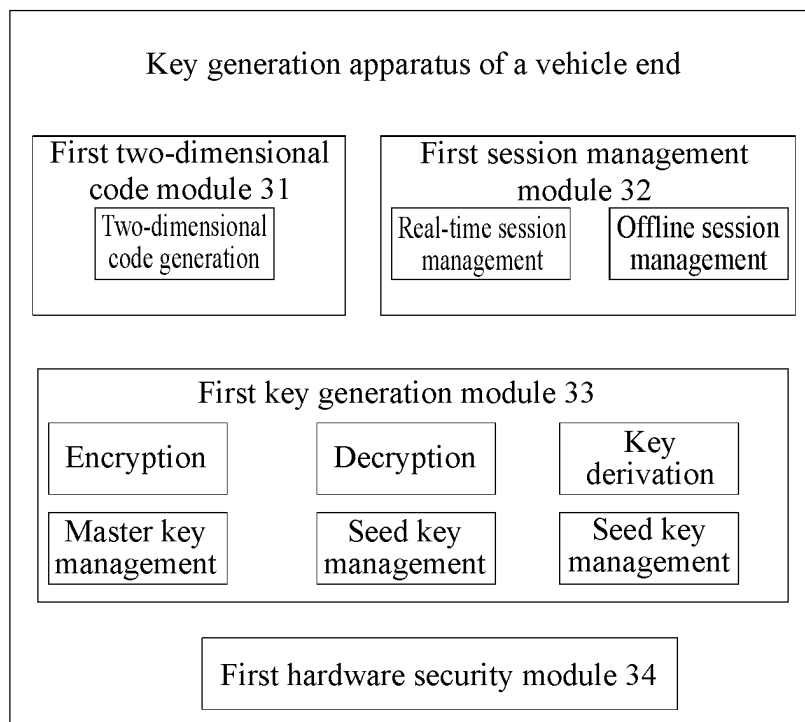 Key generation apparatus of a vehicle end
First two-dimensional
code module 31
Two-dimensional
code generation
First session management
module 32
Real-time session
management
Offline session
management
First key generation module 33
Encryption
Decryption
Key
derivation
Master key
management
Seed key
management
Seed key
management
First hardware security module 34